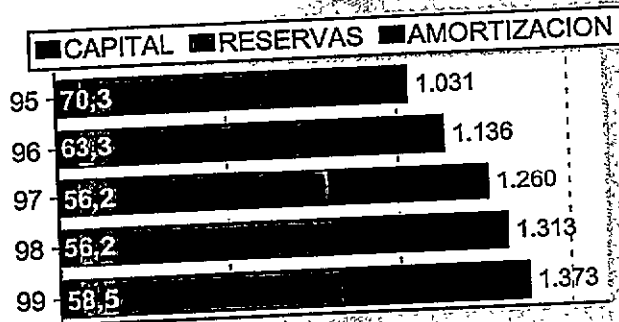 CAPITAL RESERVAS AMORTIZACION
95 70,3 1.031
96 63,3 1.136
97 56,2 1.260
98 56,2 1.313
99 58,5 1.373